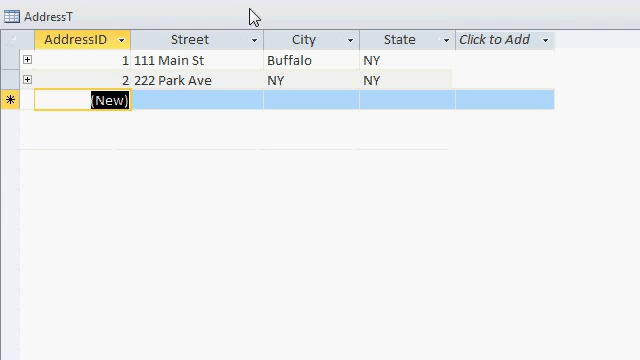 AddressT
AddressID Street City State Click to Add
1 111 Main St Buffalo NY
2 222 Park Ave NY NY
(New)